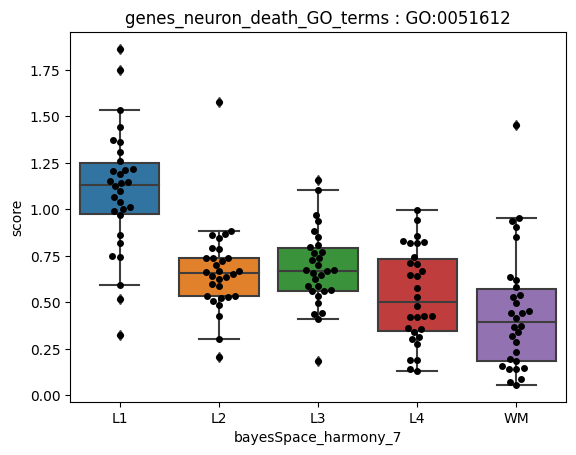 genes_neuron_death_GO_terms : GO:0051612
1.75
1.50
1.25
1.00
0.75
0.50
0.25
0.00
score
L1 L2 L3 L4 WM
bayesSpace_harmony_7